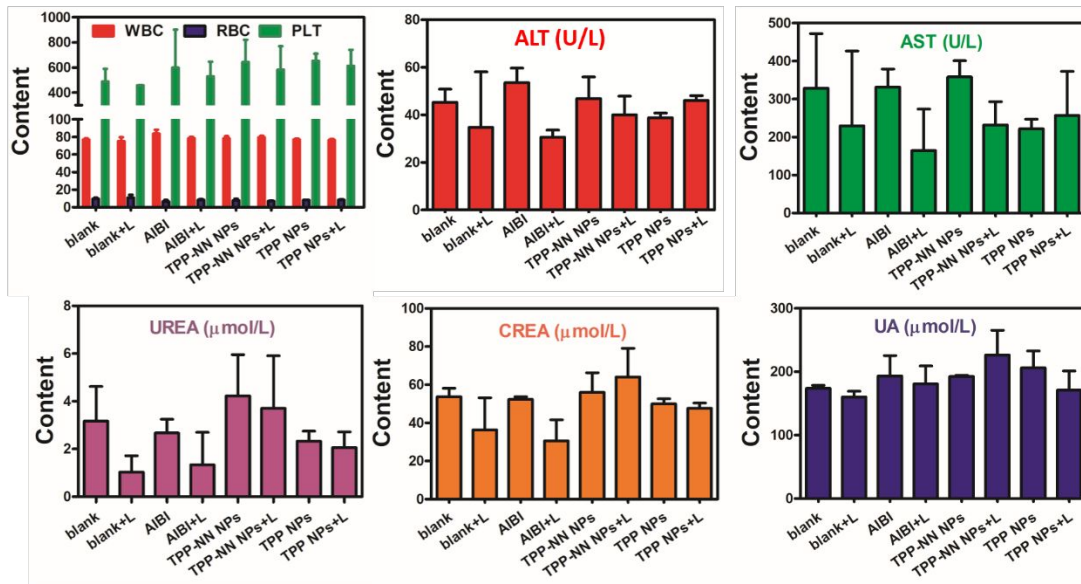 1000
800
600
400
100
80
60
40
20
0
Content
WBC RBC PLT
blank
blank+L
AIBI
AIBI+L
TPP-NN NPs
TPP-NN NPs+L
TPP NPs
TPP NPs+L
ALT (U/L)
80
60
40
20
0
Content
blank
blank+L
AIBI
AIBI+L
TPP-NN NPs
TPP-NN NPs+L
TPP NPs
TPP NPs+L
AST (U/L)
500
400
300
200
100
0
Content
blank
blank+L
AIBI
AIBI+L
TPP-NN NPs
TPP-NN NPs+L
TPP NPs
TPP NPs+L
UREA (μmol/L)
8
6
4
2
0
Content
blank
blank+L
AIBI
AIBI+L
TPP-NN NPs
TPP-NN NPs+L
TPP NPs
TPP NPs+L
CREA (μmol/L)
100
80
60
40
20
0
Content
blank
blank+L
AIBI
AIBI+L
TPP-NN NPs
TPP-NN NPs+L
TPP NPs
TPP NPs+L
UA (μmol/L)
300
200
100
0
Content
blank
blank+L
AIBI
AIBI+L
TPP-NN NPs
TPP-NN NPs+L
TPP NPs
TPP NPs+L